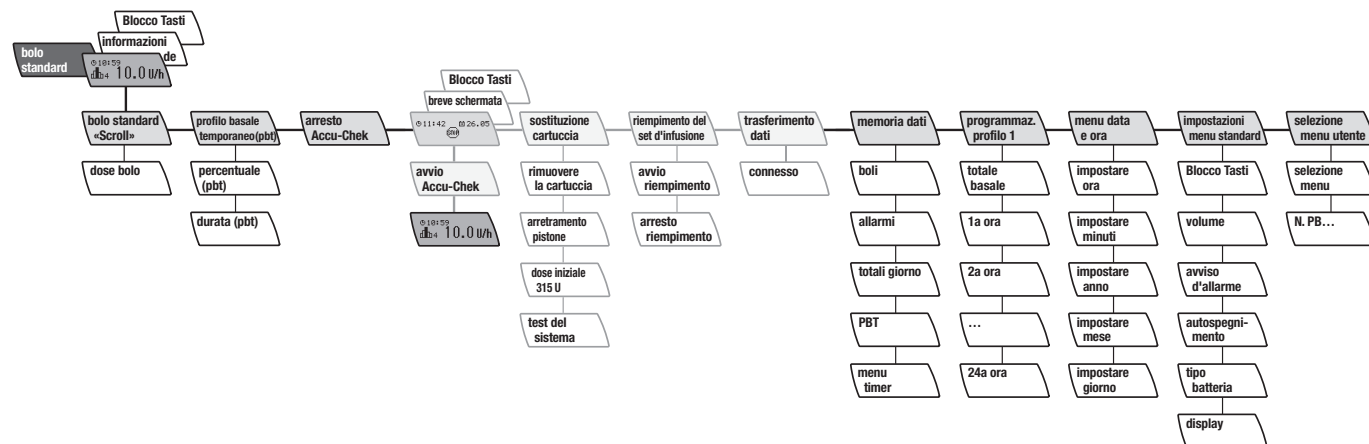 Blocco Tasti
informazioni
de
bolo
standard
10:59
4 10.0 U/h
Blocco Tasti
breve schermata
bolo standard
«Scroll»
profilo basale
temporaneo(pbt)
arresto
Accu-Chek
11:42 26.05
STOP
sostituzione
cartuccia
riempimento del
set d'infusione
trasferimento
dati
memoria dati
programmaz.
profilo 1
menu data
e ora
impostazioni
menu standard
selezione
menu utente
dose bolo
percentuale
(pbt)
durata (pbt)
avvio
Accu-Chek
10:59
4 10.0 U/h
rimuovere
la cartuccia
arretramento
pistone
dose iniziale
315 U
test del
sistema
avvio
riempimento
arresto
riempimento
connesso
boli
allarmi
totali giorno
PBT
menu
timer
totale
basale
1a ora
2a ora
...
24a ora
impostare
ora
impostare
minuti
impostare
anno
impostare
mese
impostare
giorno
Blocco Tasti
volume
avviso
d'allarme
autospegni-
mento
tipo
batteria
display
selezione
menu
N. PB...